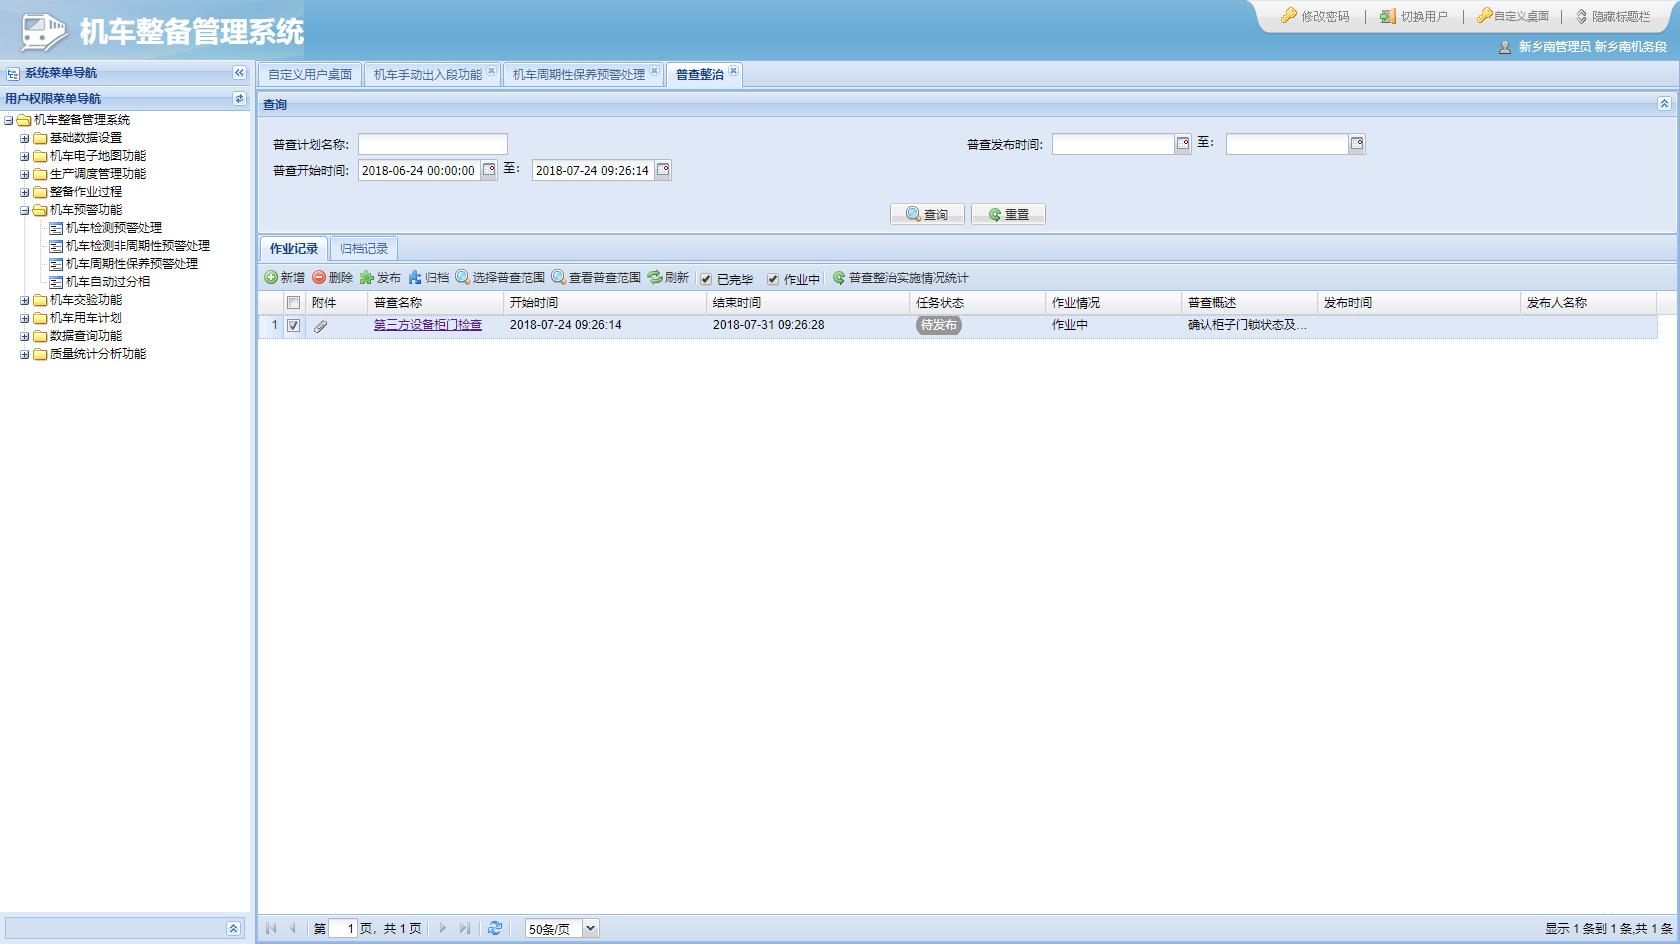 机车整备管理系统
修改密码 | 切换用户 | 自定义桌面 | 隐藏标题栏
新乡南管理员 新乡南机务段
系统菜单导航
用户权限菜单导航
机车整备管理系统
基础数据设置
机车电子地图功能
生产调度管理功能
整备作业过程
机车预警功能
机车检测预警处理
机车检测非周期性预警处理
机车周期性保养预警处理
机车自动过分相
机车交验功能
机车用车计划
数据查询功能
质量统计分析功能
自定义用户桌面 机车手动出入段功能 机车周期性保养预警处理 普查整治
查询
普查计划名称: 普查发布时间: 至:
普查开始时间: 2018-06-24 00:00:00 至: 2018-07-24 09:26:14
查询 重置
作业记录 归档记录
新增 删除 发布 归档 选择普查范围 查看普查范围 刷新 已完毕 作业中 普查整治实施情况统计
附件 普查名称 开始时间 结束时间 任务状态 作业情况 普查概述 发布时间 发布人名称
1 第三方设备柜门检查 2018-07-24 09:26:14 2018-07-31 09:26:28 待发布 作业中 确认柜子门锁状态及...
第 1 页, 共 1 页 50条/页 显示 1 条到 1 条,共 1 条